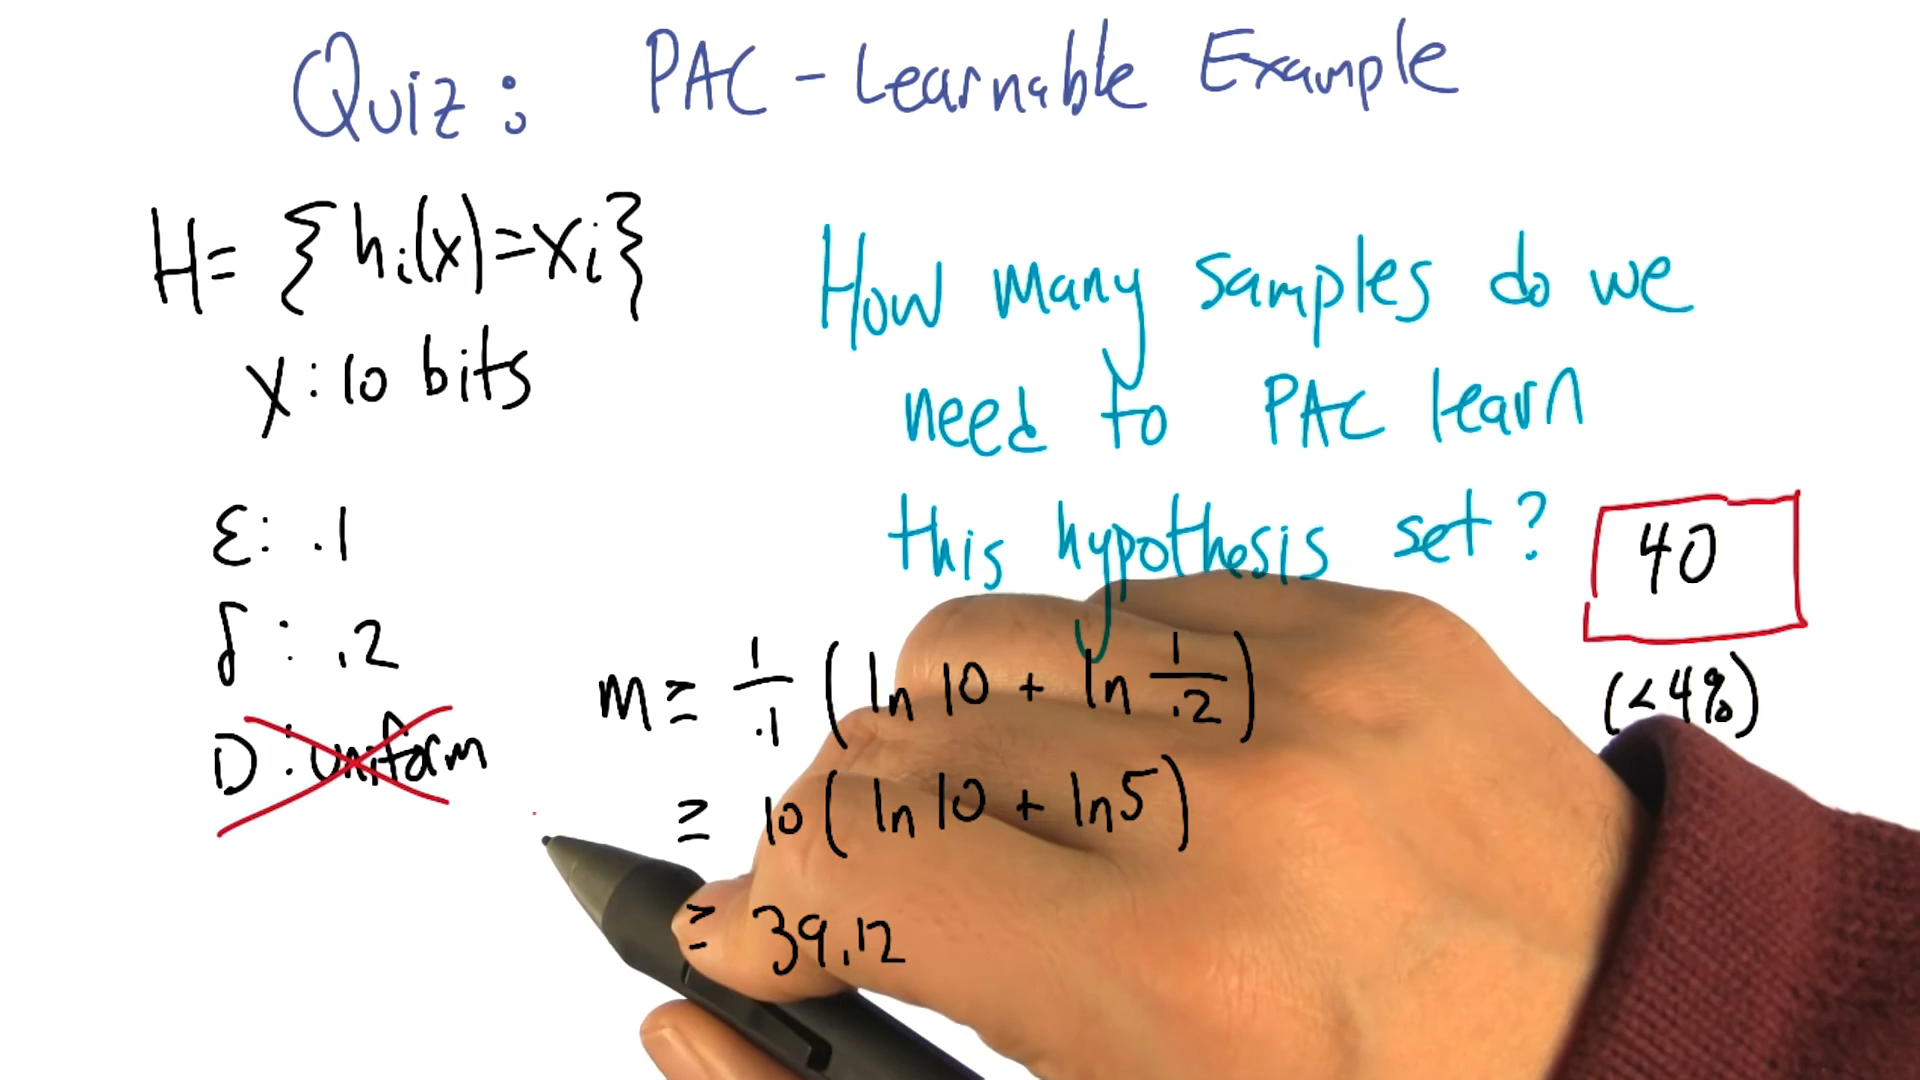 Quiz: PAC-Learnable Example
H= {hᵢ(x)=xᵢ}
X: 10 bits
How many samples do we
need to PAC learn
this hypothesis set?
40
(<4%)
ε: .1
δ: .2
D: uniform
m ≥ 1/.1 (ln 10 + ln 1/.2)
≥ 10 (ln 10 + ln 5)
≥ 39.12